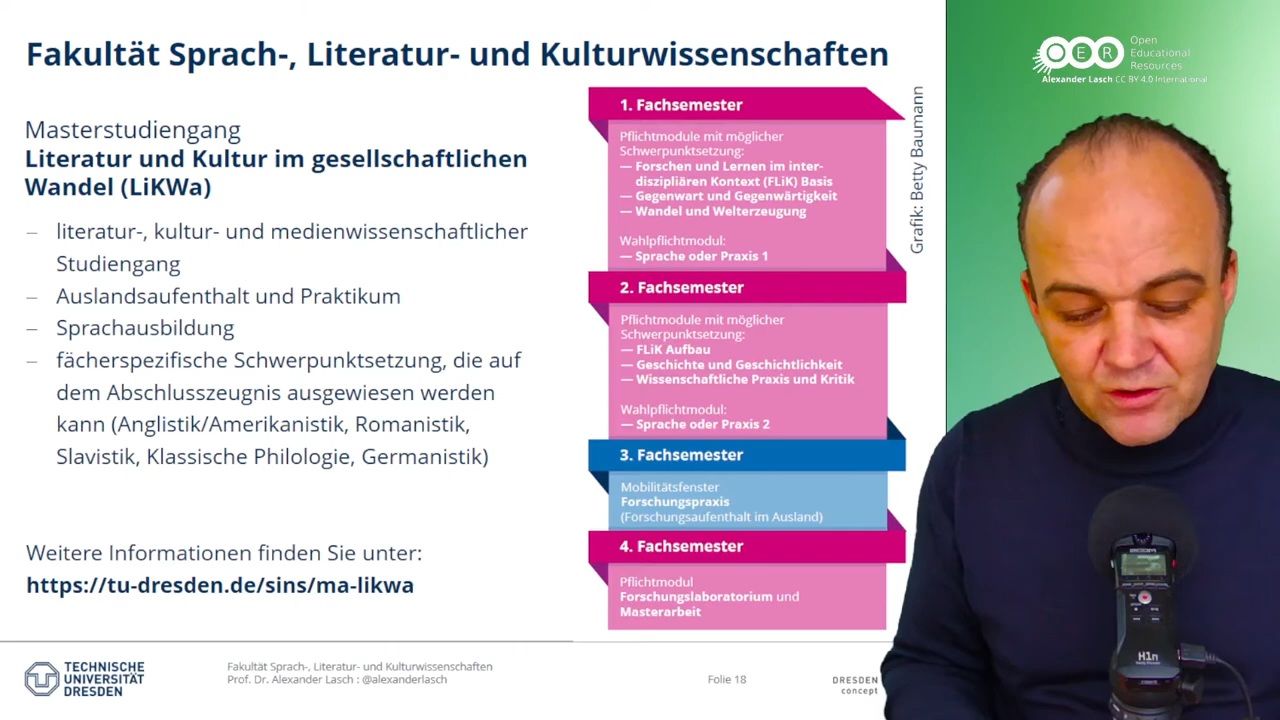 Fakultät Sprach-, Literatur- und Kulturwissenschaften
Masterstudiengang
Literatur und Kultur im gesellschaftlichen
Wandel (LiKWa)
– literatur-, kultur- und medienwissenschaftlicher
Studiengang
– Auslandsaufenthalt und Praktikum
– Sprachausbildung
– fächerspezifische Schwerpunktsetzung, die auf
dem Abschlusszeugnis ausgewiesen werden
kann (Anglistik/Amerikanistik, Romanistik,
Slavistik, Klassische Philologie, Germanistik)
Weitere Informationen finden Sie unter:
https://tu-dresden.de/sins/ma-likwa
1. Fachsemester
Pflichtmodule mit möglicher
Schwerpunktsetzung:
— Forschen und Lernen im inter-
diszipliären Kontext (FLiK) Basis
— Gegenwart und Gegenwärtigkeit
— Wandel und Welterzeugung
Wahlpflichtmodul:
— Sprache oder Praxis 1
2. Fachsemester
Pflichtmodule mit möglicher
Schwerpunktsetzung:
— FLiK Aufbau
— Geschichte und Geschichtlichkeit
— Wissenschaftliche Praxis und Kritik
Wahlpflichtmodul:
— Sprache oder Praxis 2
3. Fachsemester
Mobilitätsfenster
Forschungspraxis
(Forschungsaufenthalt im Ausland)
4. Fachsemester
Pflichtmodul
Forschungslaboratorium und
Masterarbeit
Grafik: Betty Baumann
OER
Open
Educational
Resources
Alexander Lasch CC BY 4.0 International
TECHNISCHE
UNIVERSITÄT
DRESDEN
Fakultät Sprach-, Literatur- und Kulturwissenschaften
Prof. Dr. Alexander Lasch : @alexanderlasch
Folie 18
DRESDEN
concept
H1n